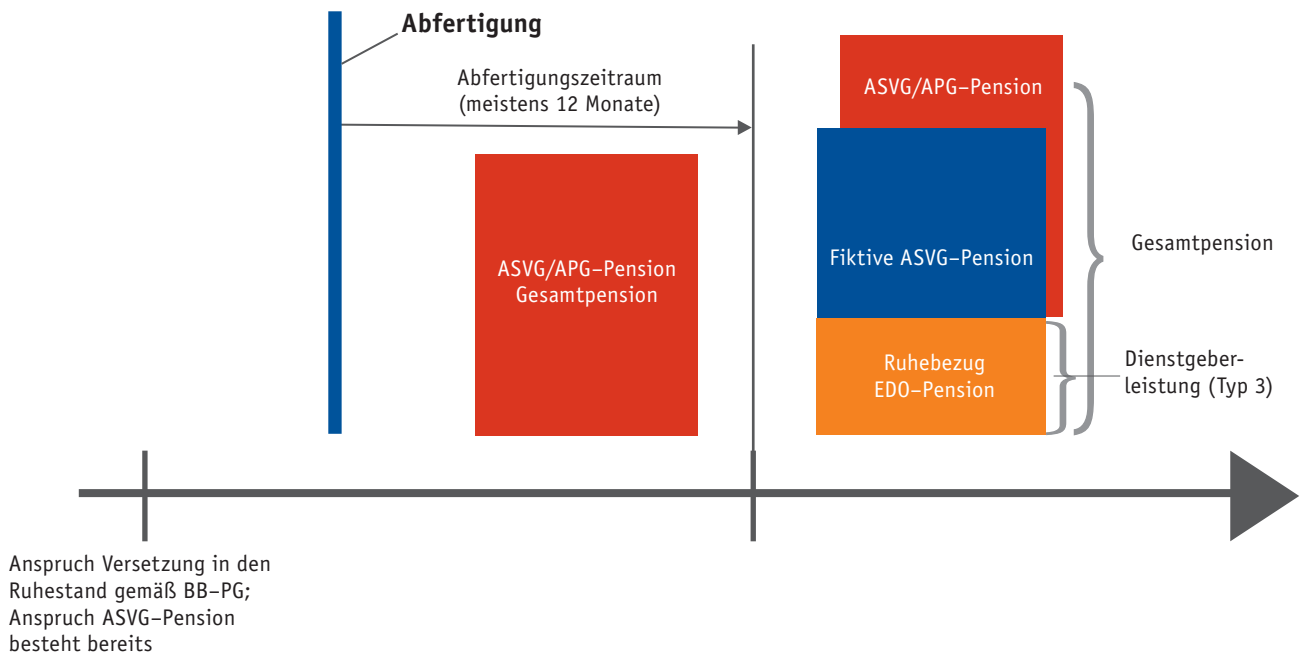 Abfertigung
Abfertigungszeitraum
(meistens 12 Monate)
ASVG/APG–Pension
Gesamtpension
ASVG/APG–Pension
Fiktive ASVG–Pension
Ruhebezug
EDO–Pension
Gesamtpension
Dienstgeber-
leistung (Typ 3)
Anspruch Versetzung in den
Ruhestand gemäß BB–PG;
Anspruch ASVG–Pension
besteht bereits